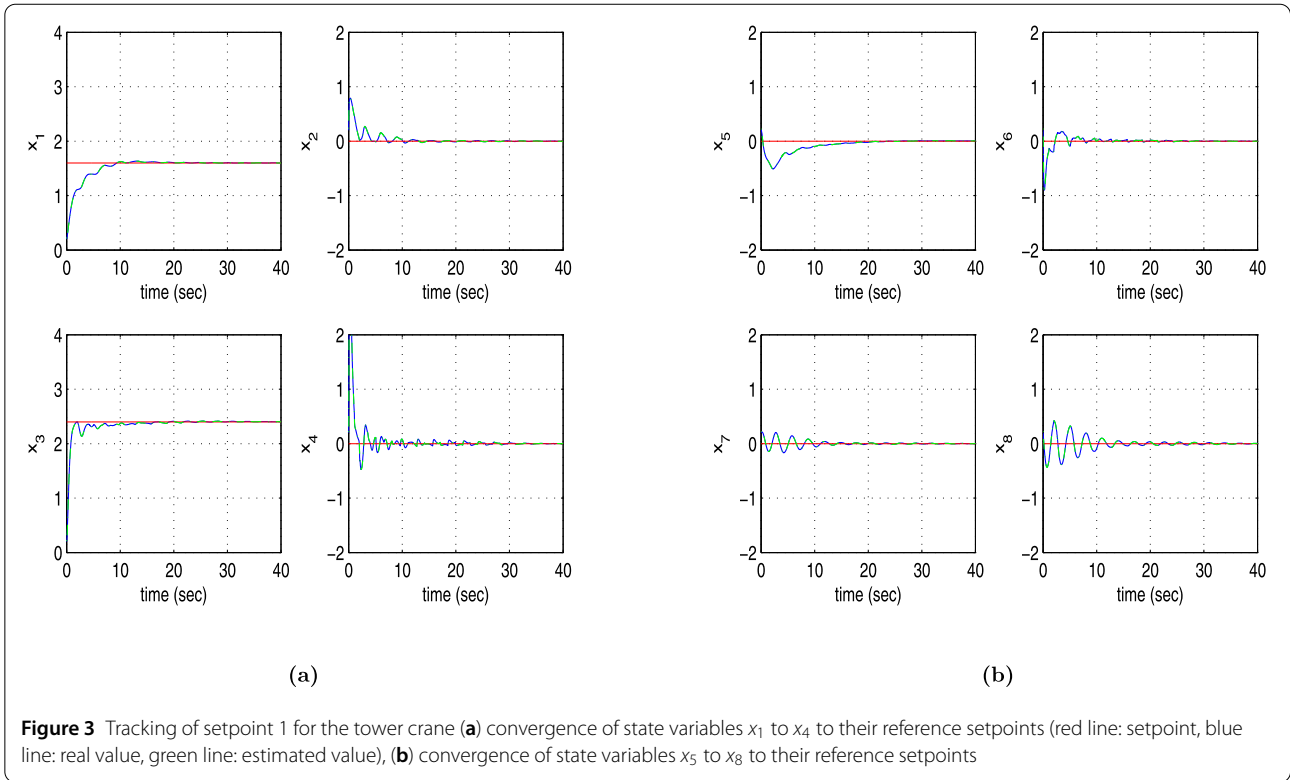 4
3
2
1
0
x1
0 10 20 30 40
time (sec)
2
1
0
−1
−2
x2
0 10 20 30 40
time (sec)
4
3
2
1
0
x3
0 10 20 30 40
time (sec)
2
1
0
−1
−2
x4
0 10 20 30 40
time (sec)
(a)
2
1
0
−1
−2
x5
0 10 20 30 40
time (sec)
2
1
0
−1
−2
x6
0 10 20 30 40
time (sec)
2
1
0
−1
−2
x7
0 10 20 30 40
time (sec)
2
1
0
−1
−2
x8
0 10 20 30 40
time (sec)
(b)
Figure 3 Tracking of setpoint 1 for the tower crane (a) convergence of state variables x1 to x4 to their reference setpoints (red line: setpoint, blue
line: real value, green line: estimated value), (b) convergence of state variables x5 to x8 to their reference setpoints